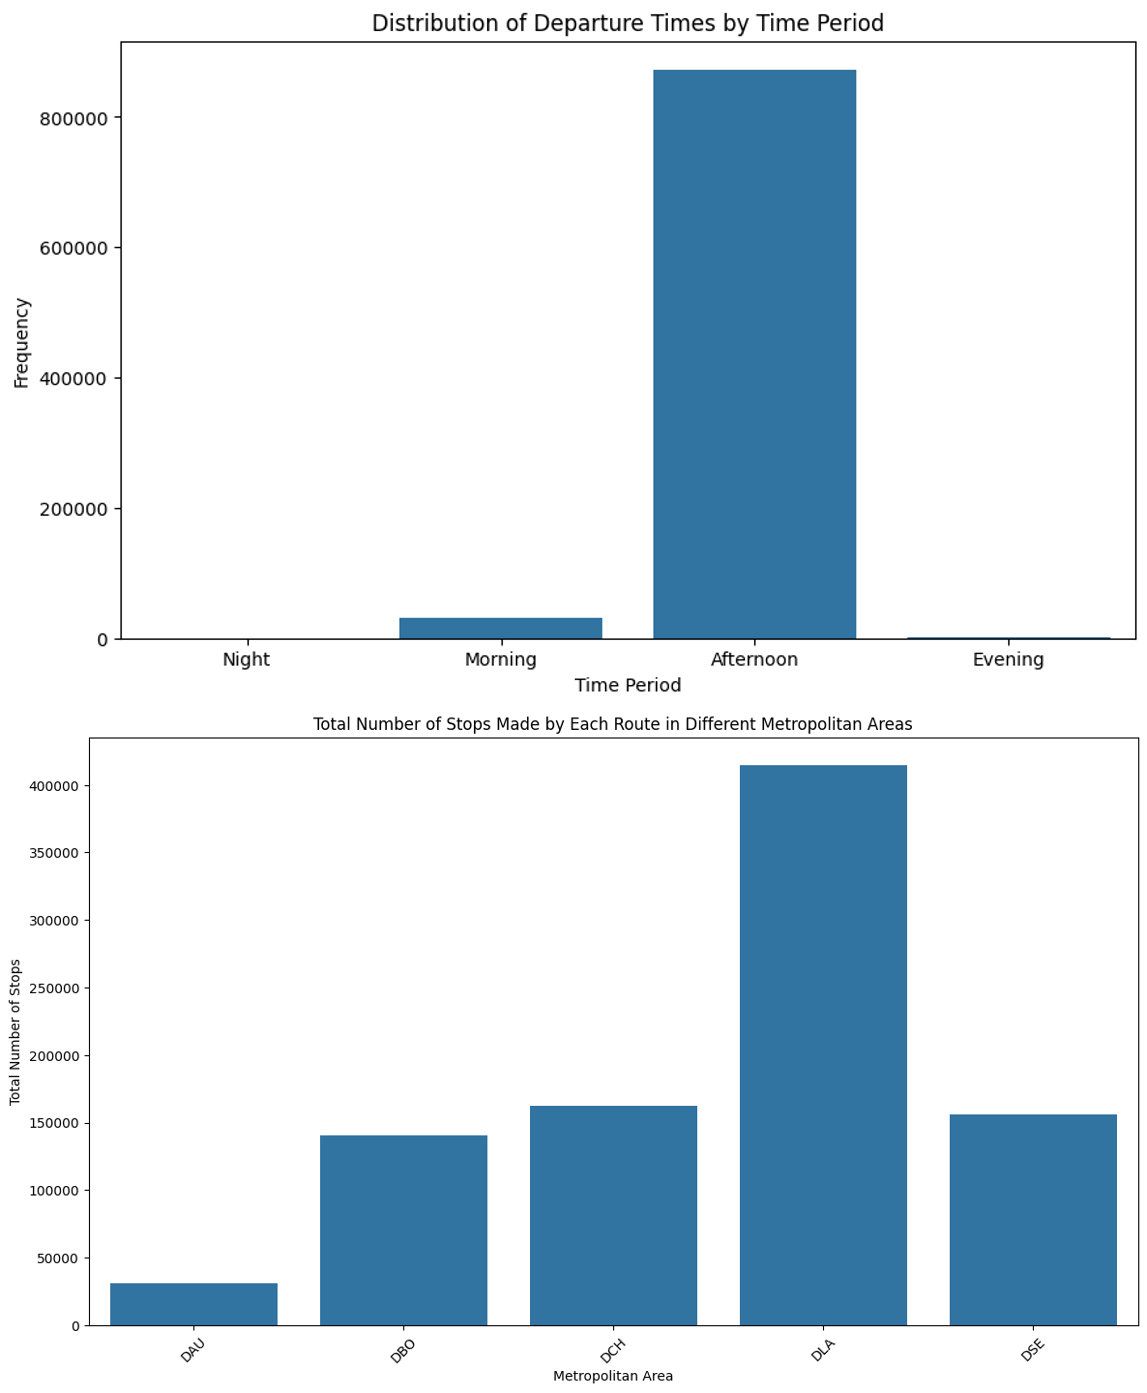 Distribution of Departure Times by Time Period
800000
600000
400000
200000
0
Frequency
Night Morning Afternoon Evening
Time Period
Total Number of Stops Made by Each Route in Different Metropolitan Areas
400000
350000
300000
250000
200000
150000
100000
50000
0
Total Number of Stops
DAU DBO DCH DLA DSE
Metropolitan Area